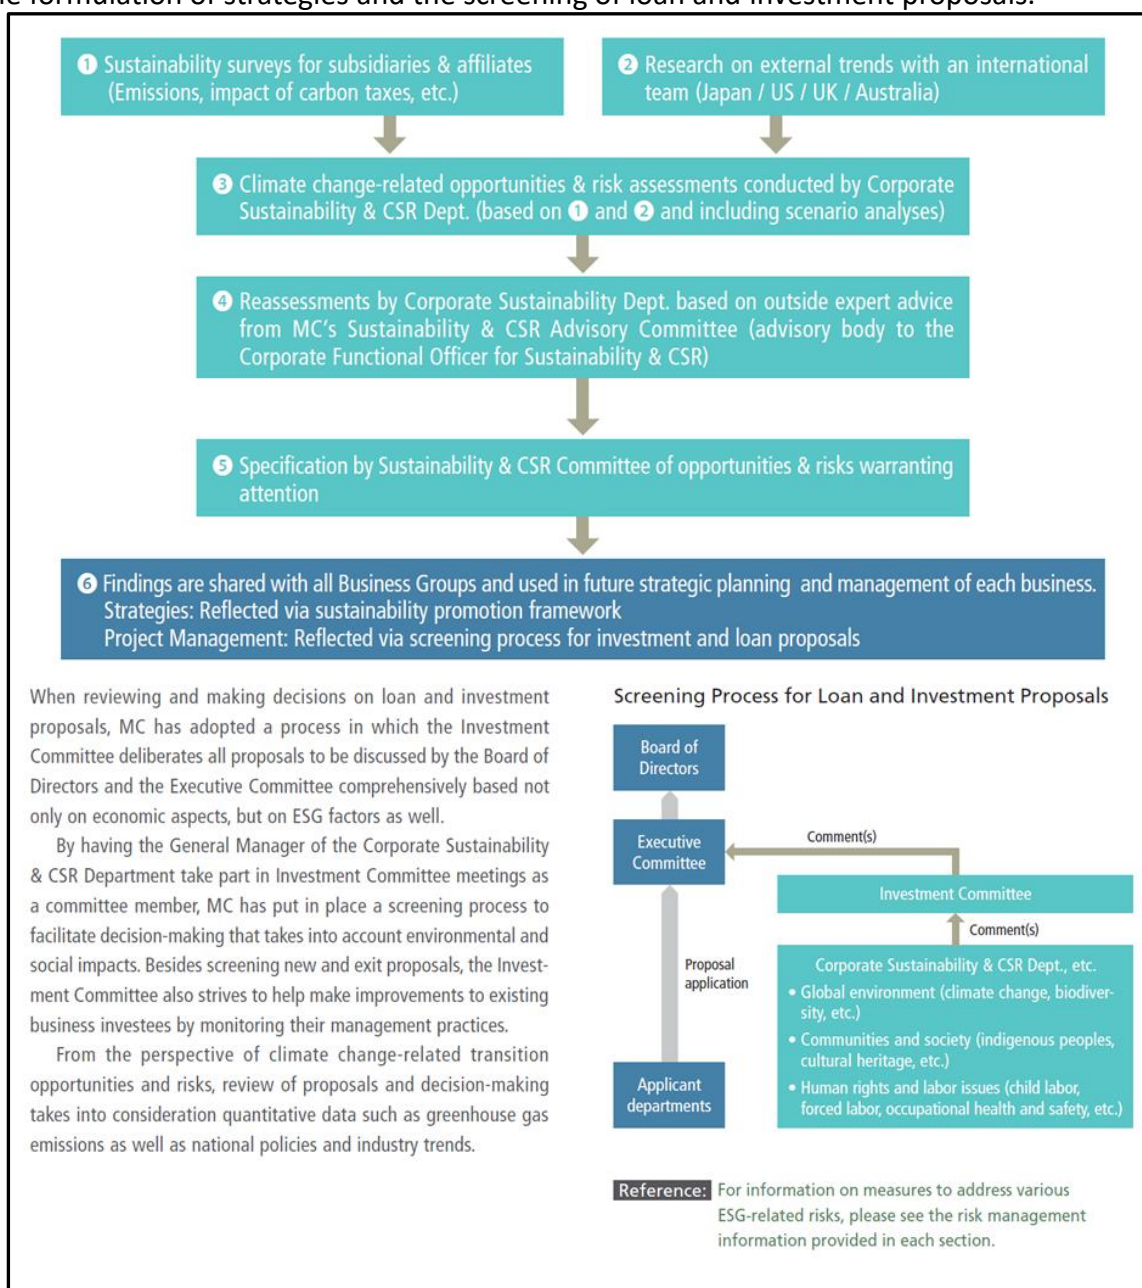 formulation of strategies and the screening of loan and investment proposals.
❶ Sustainability surveys for subsidiaries & affiliates
(Emissions, impact of carbon taxes, etc.)
❷ Research on external trends with an international
team (Japan / US / UK / Australia)
❸ Climate change-related opportunities & risk assessments conducted by Corporate
Sustainability & CSR Dept. (based on ❶ and ❷ and including scenario analyses)
❹ Reassessments by Corporate Sustainability Dept. based on outside expert advice
from MC's Sustainability & CSR Advisory Committee (advisory body to the
Corporate Functional Officer for Sustainability & CSR)
❺ Specification by Sustainability & CSR Committee of opportunities & risks warranting
attention
❻ Findings are shared with all Business Groups and used in future strategic planning and management of each business.
Strategies: Reflected via sustainability promotion framework
Project Management: Reflected via screening process for investment and loan proposals
When reviewing and making decisions on loan and investment
proposals, MC has adopted a process in which the Investment
Committee deliberates all proposals to be discussed by the Board of
Directors and the Executive Committee comprehensively based not
only on economic aspects, but on ESG factors as well.
By having the General Manager of the Corporate Sustainability
& CSR Department take part in Investment Committee meetings as
a committee member, MC has put in place a screening process to
facilitate decision-making that takes into account environmental and
social impacts. Besides screening new and exit proposals, the Invest-
ment Committee also strives to help make improvements to existing
business investees by monitoring their management practices.
From the perspective of climate change-related transition
opportunities and risks, review of proposals and decision-making
takes into consideration quantitative data such as greenhouse gas
emissions as well as national policies and industry trends.
Screening Process for Loan and Investment Proposals
Board of
Directors
Executive
Committee
Comment(s)
Investment Committee
Comment(s)
Proposal
application
Corporate Sustainability & CSR Dept., etc.
• Global environment (climate change, biodiver-
sity, etc.)
• Communities and society (indigenous peoples,
cultural heritage, etc.)
• Human rights and labor issues (child labor,
forced labor, occupational health and safety, etc.)
Applicant
departments
Reference: For information on measures to address various
ESG-related risks, please see the risk management
information provided in each section.